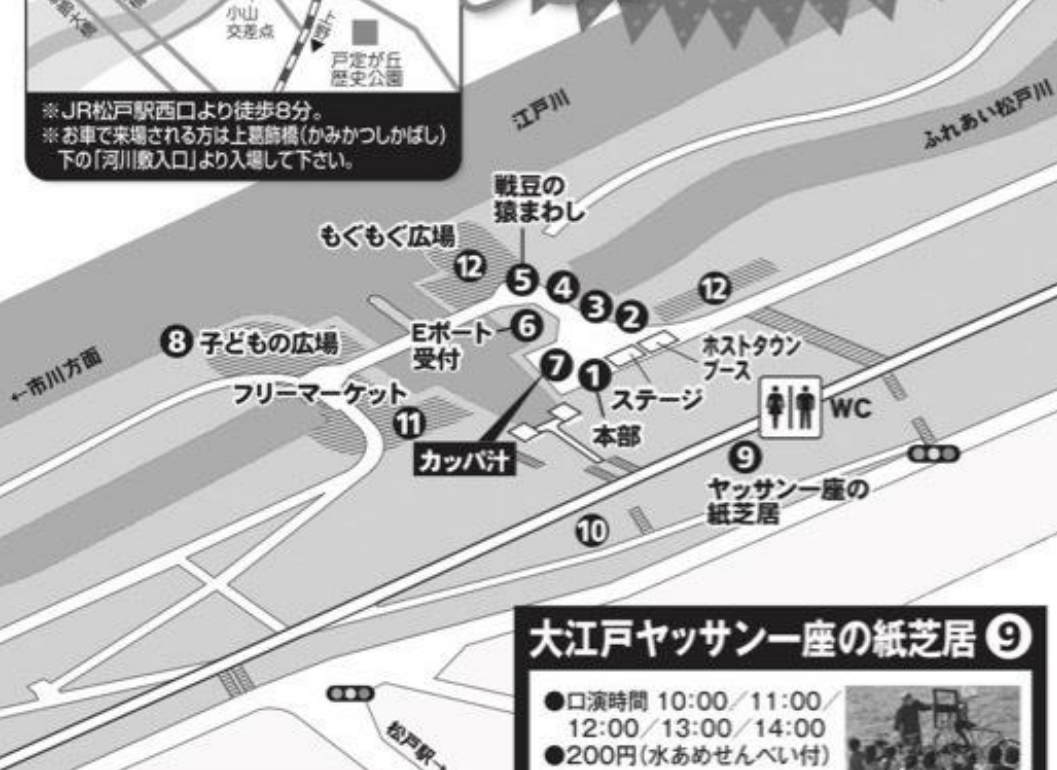 小山
交差点
上野
戸定が丘
歴史公園
※JR松戸駅西口より徒歩8分。
※お車で来場される方は上葛飾橋(かみかつしかばし)
下の「河川敷入口」より入場して下さい。
江戸川
ふれあい松戸川
戦豆の
猿まわし
もぐもぐ広場
⓬
❺
❹
❸
❷
⓬
❽子どもの広場
Eボート
受付
❻
❼
❶
ホストタウン
ブース
←市川方面
フリーマーケット
⓫
ステージ
本部
WC
カッパ汁
❾
ヤッサン一座の
紙芝居
❿
松戸駅→
大江戸ヤッサン一座の紙芝居❾
●口演時間 10:00/11:00/
12:00/13:00/14:00
●200円(水あめせんべい付)